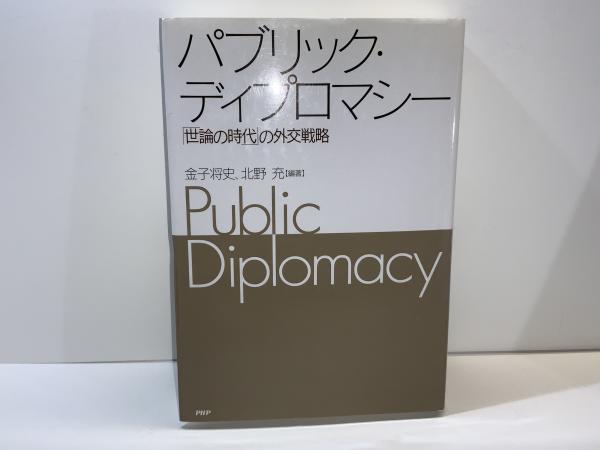 パブリック・
ディプロマシー
「世論の時代」の外交戦略
金子将史、北野 充【編著】
Public
Diplomacy
PHP